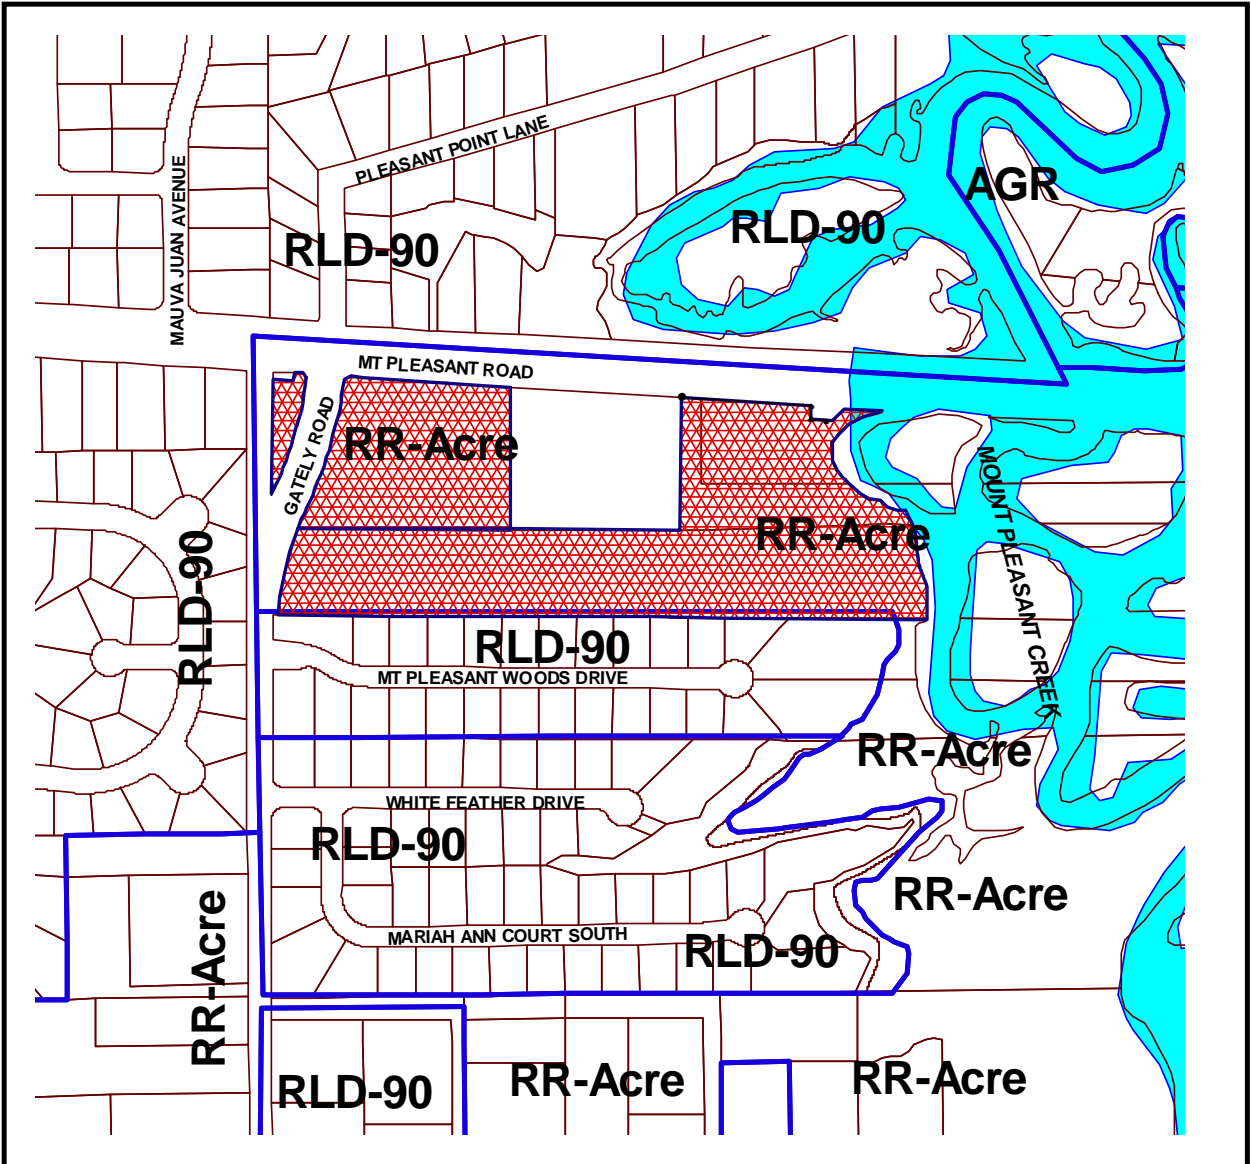 PLEASANT POINT LANE
MAUVA JUAN AVENUE
AGR
RLD-90
RLD-90
MT PLEASANT ROAD
GATELY ROAD
RR-Acre
MOUNT PLEASANT CREEK
RR-Acre
RLD-90
RLD-90
MT PLEASANT WOODS DRIVE
RR-Acre
WHITE FEATHER DRIVE
RLD-90
RR-Acre
RR-Acre
MARIAH ANN COURT SOUTH
RLD-90
RLD-90
RR-Acre
RR-Acre